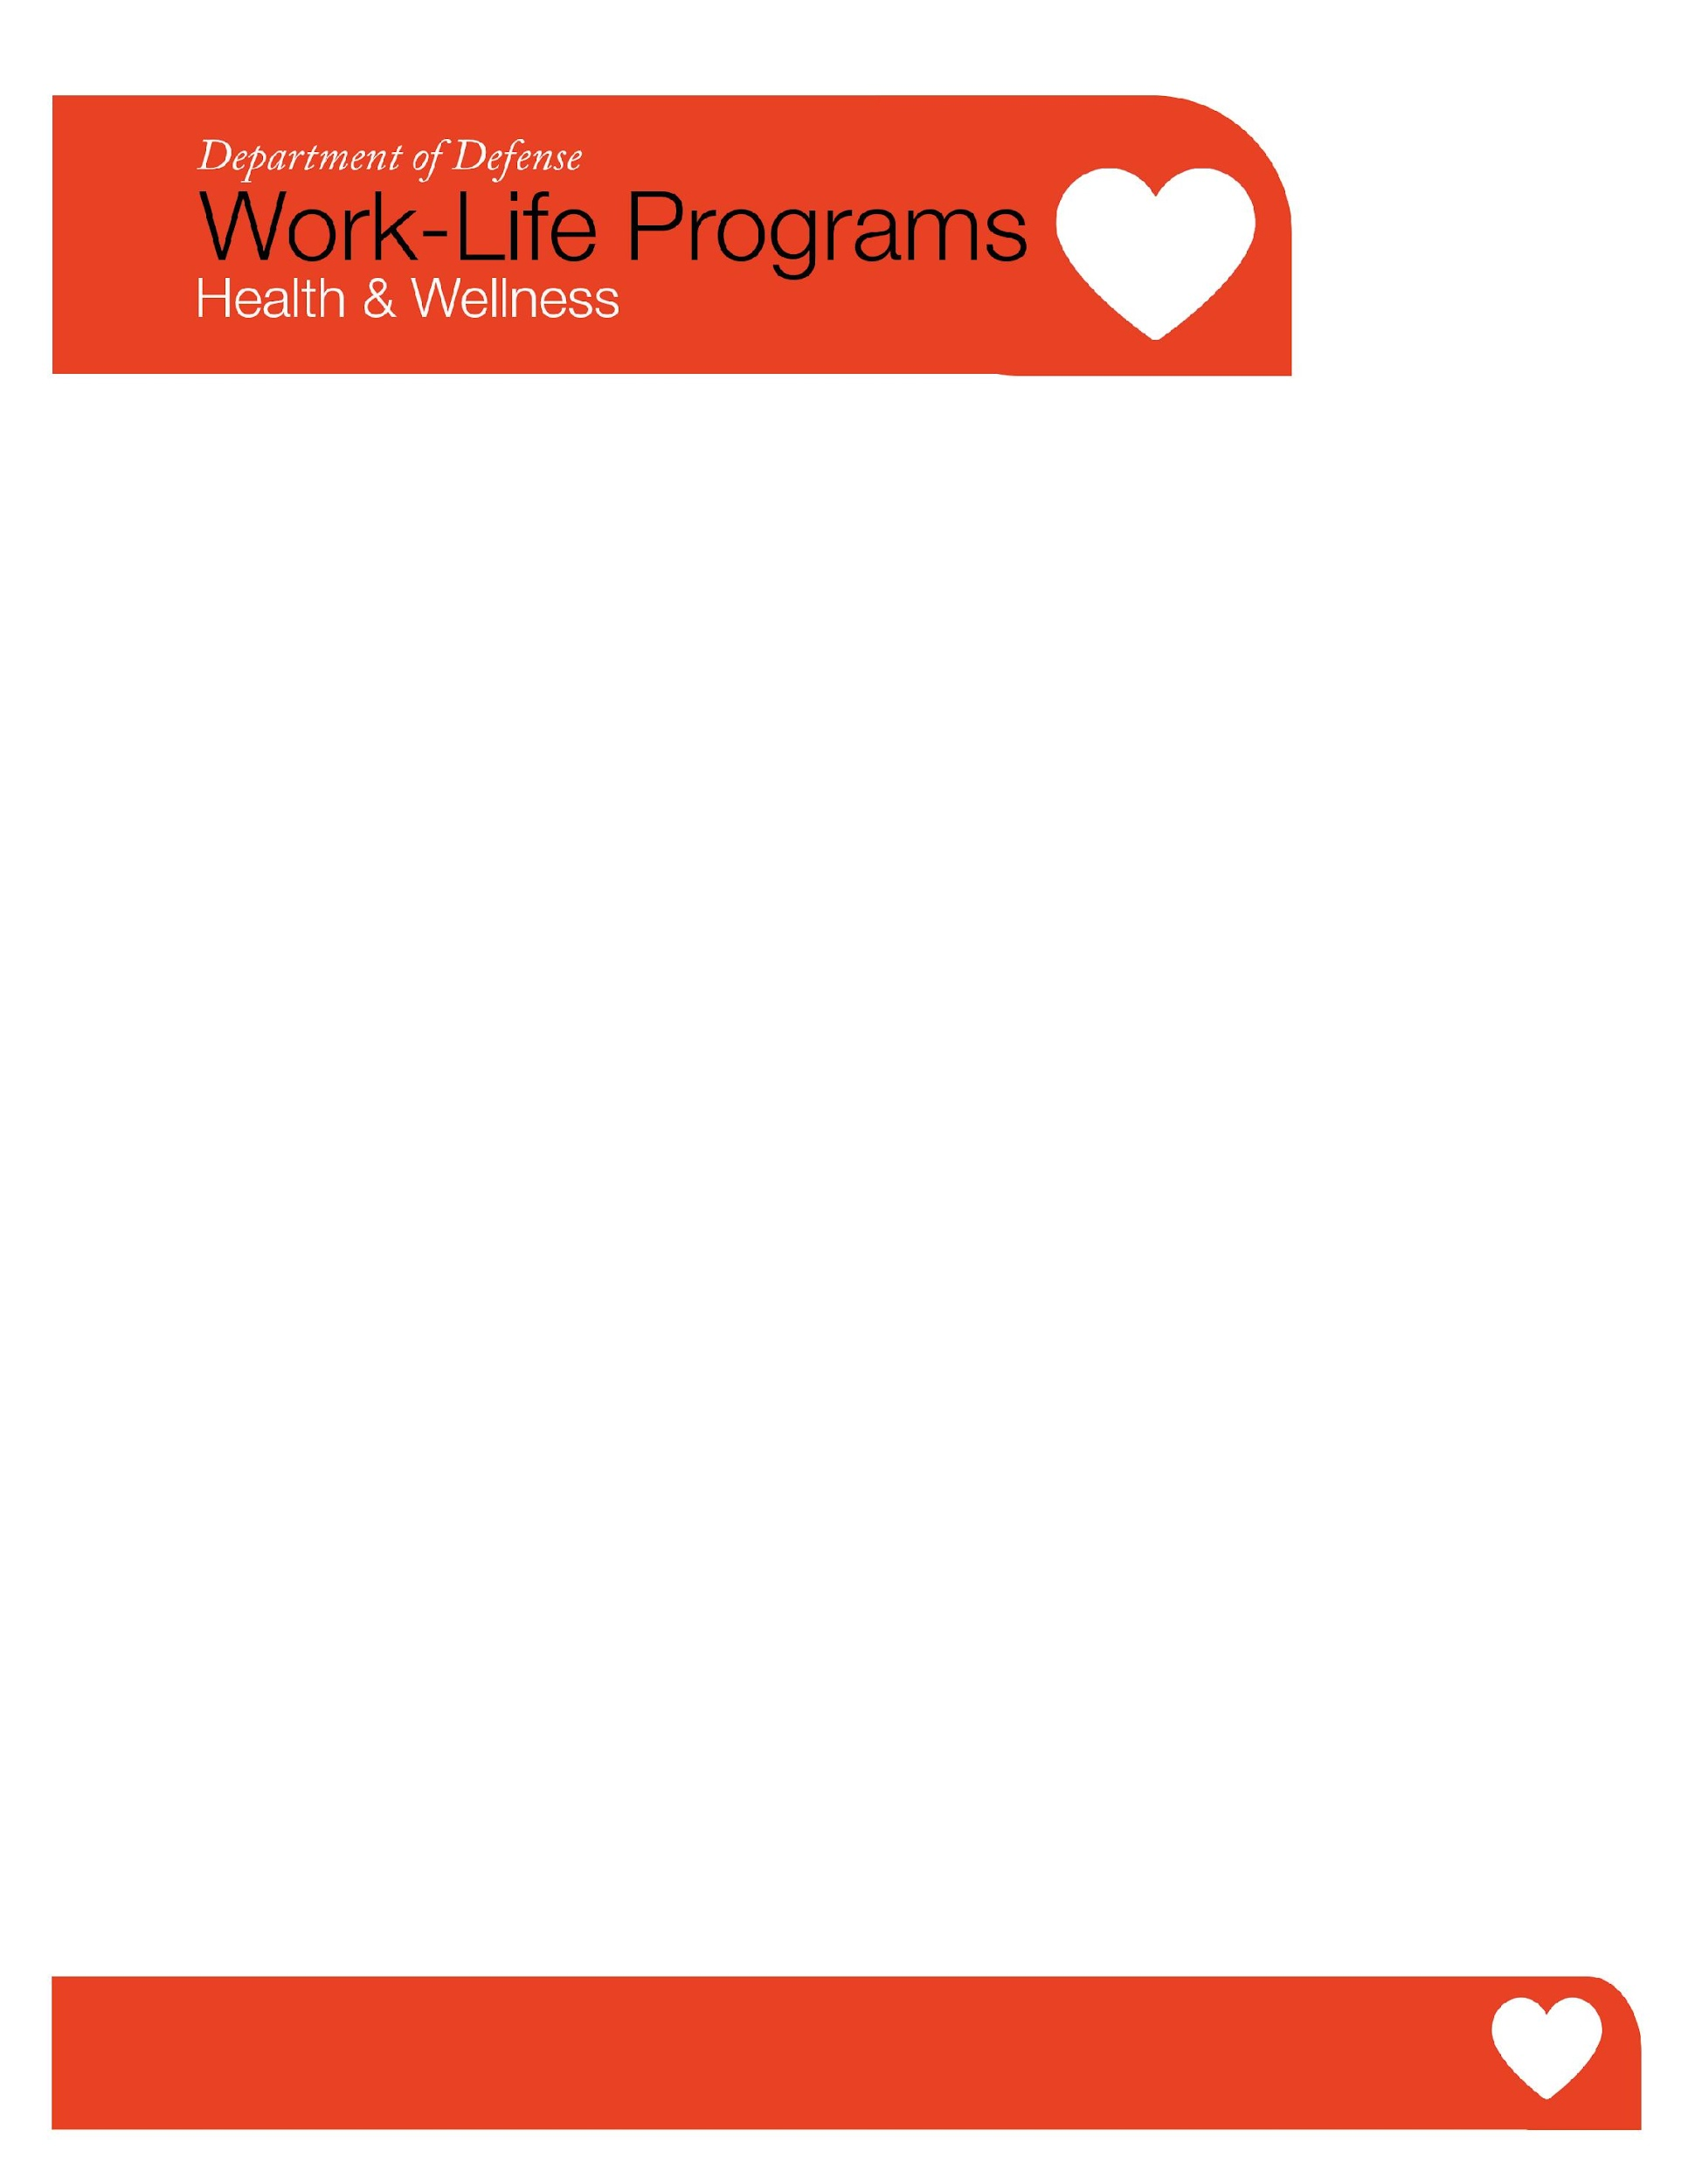 Department of Defense
Work-Life Programs
Health & Wellness